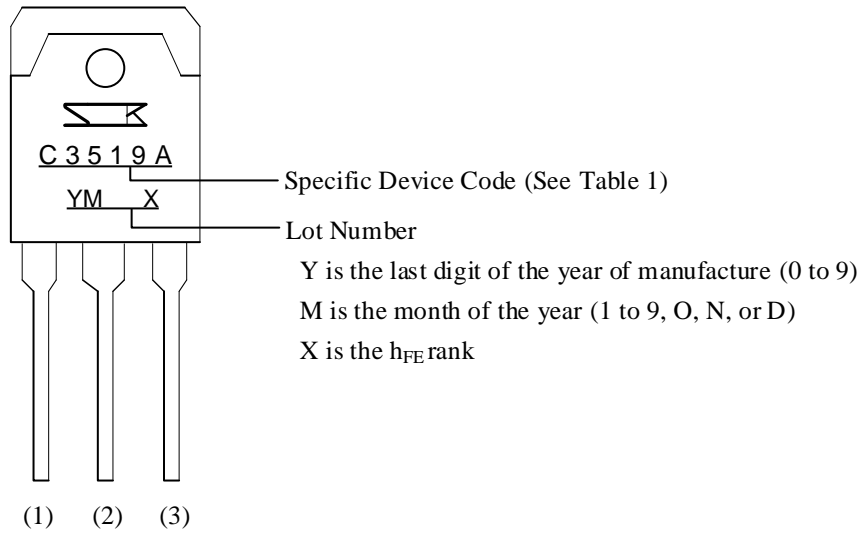 C3519A
YM X
Specific Device Code (See Table 1)
Lot Number
Y is the last digit of the year of manufacture (0 to 9)
M is the month of the year (1 to 9, O, N, or D)
X is the hFE rank
(1) (2) (3)